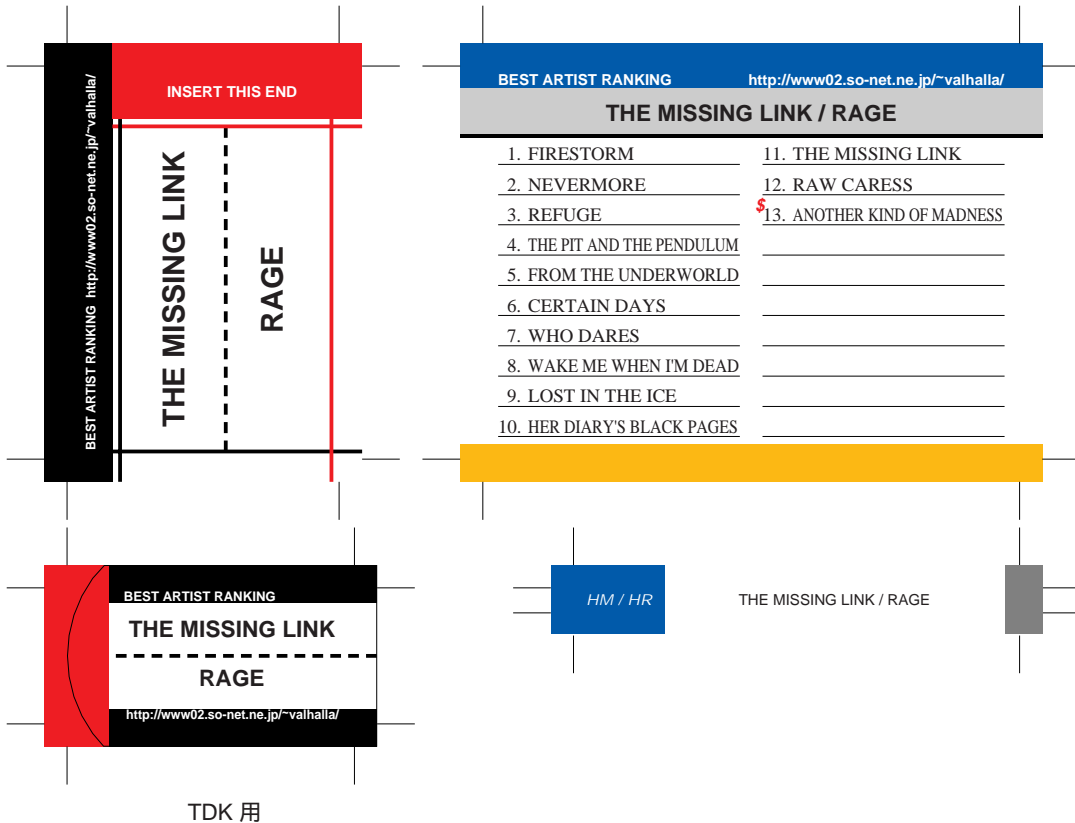 INSERT THIS END
BEST ARTIST RANKING  http://www02.so-net.ne.jp/~valhalla/
THE MISSING LINK
RAGE
BEST ARTIST RANKING
http://www02.so-net.ne.jp/~valhalla/
THE MISSING LINK / RAGE
1. FIRESTORM
2. NEVERMORE
3. REFUGE
4. THE PIT AND THE PENDULUM
5. FROM THE UNDERWORLD
6. CERTAIN DAYS
7. WHO DARES
8. WAKE ME WHEN I'M DEAD
9. LOST IN THE ICE
10. HER DIARY'S BLACK PAGES
11. THE MISSING LINK
12. RAW CARESS
$13. ANOTHER KIND OF MADNESS
BEST ARTIST RANKING
THE MISSING LINK
RAGE
http://www02.so-net.ne.jp/~valhalla/
TDK 用
HM / HR
THE MISSING LINK / RAGE